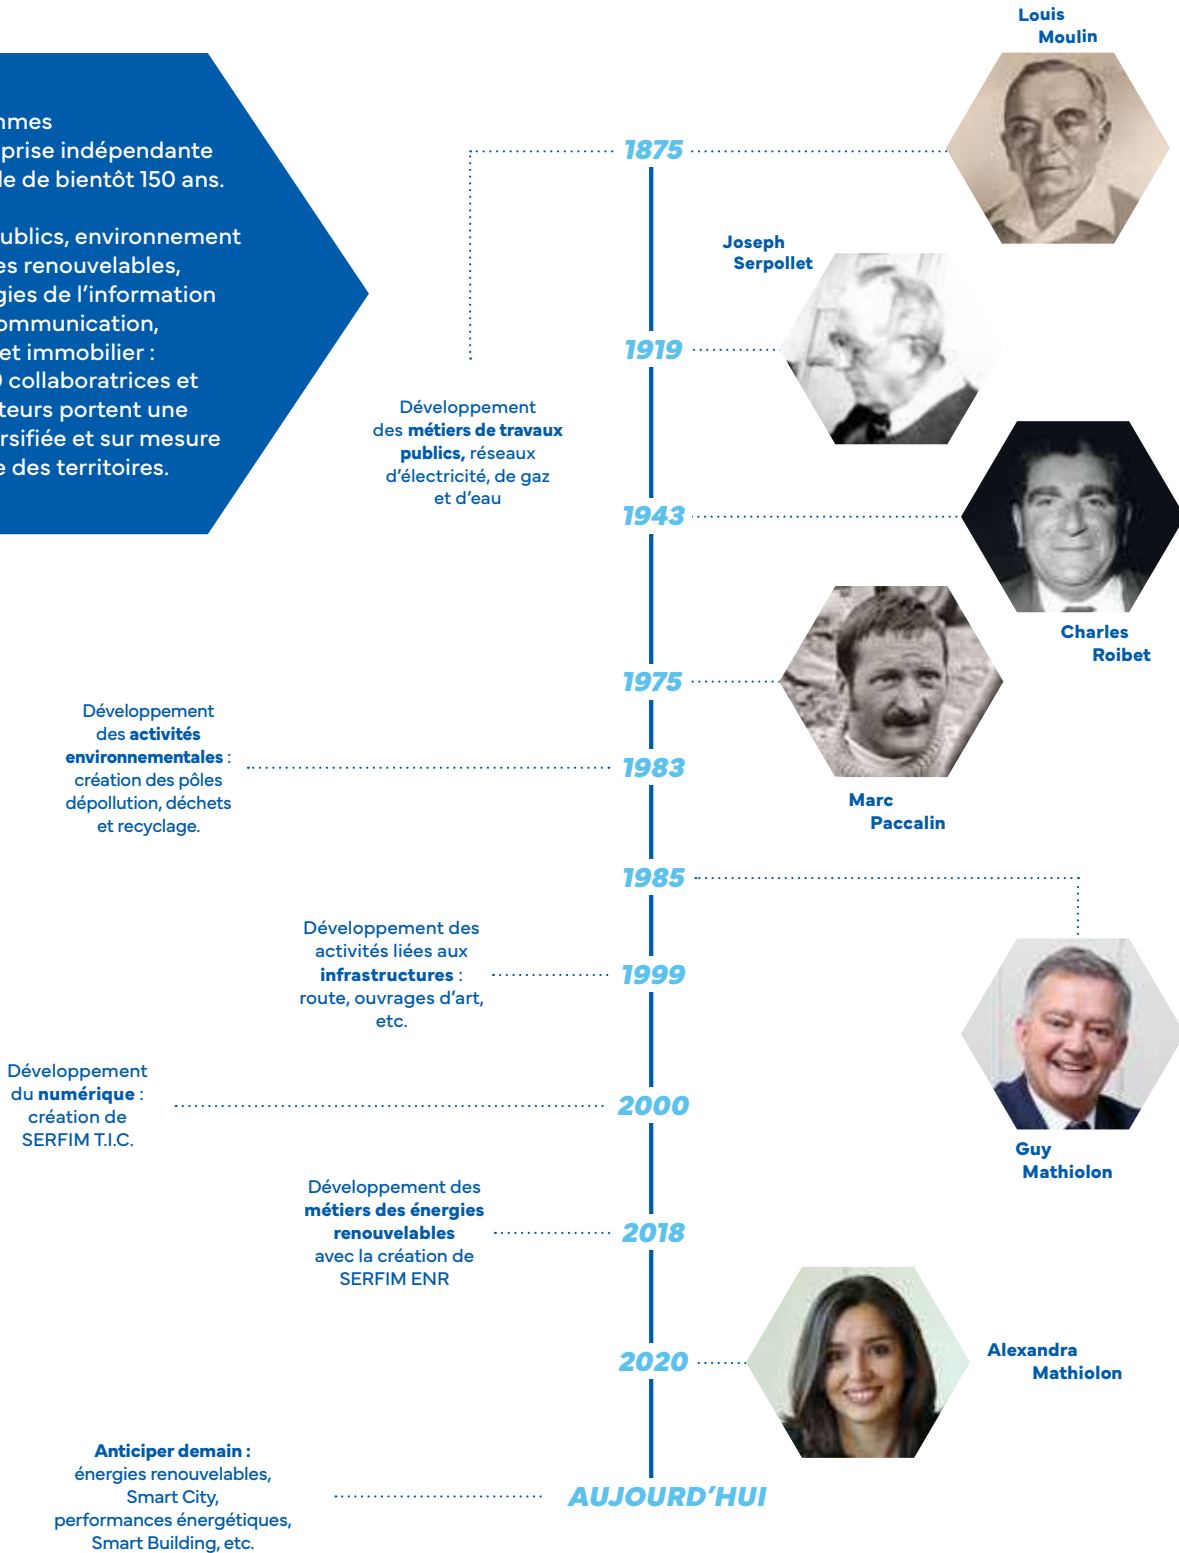 mmes
prise indépendante
le de bientôt 150 ans.
ublics, environnement
es renouvelables,
gies de l’information
ommunication,
et immobilier :
0 collaboratrices et
teurs portent une
ersifiée et sur mesure
e des territoires.
Louis
Moulin
1875
Joseph
Serpollet
1919
Développement
des métiers de travaux
publics, réseaux
d’électricité, de gaz
et d’eau
1943
Charles
Roibet
1975
Marc
Paccalin
Développement
des activités
environnementales :
création des pôles
dépollution, déchets
et recyclage.
1983
1985
Guy
Mathiolon
Développement des
activités liées aux
infrastructures :
route, ouvrages d’art,
etc.
1999
Développement
du numérique :
création de
SERFIM T.I.C.
2000
Développement des
métiers des énergies
renouvelables
avec la création de
SERFIM ENR
2018
2020
Alexandra
Mathiolon
Anticiper demain :
énergies renouvelables,
Smart City,
performances énergétiques,
Smart Building, etc.
AUJOURD’HUI